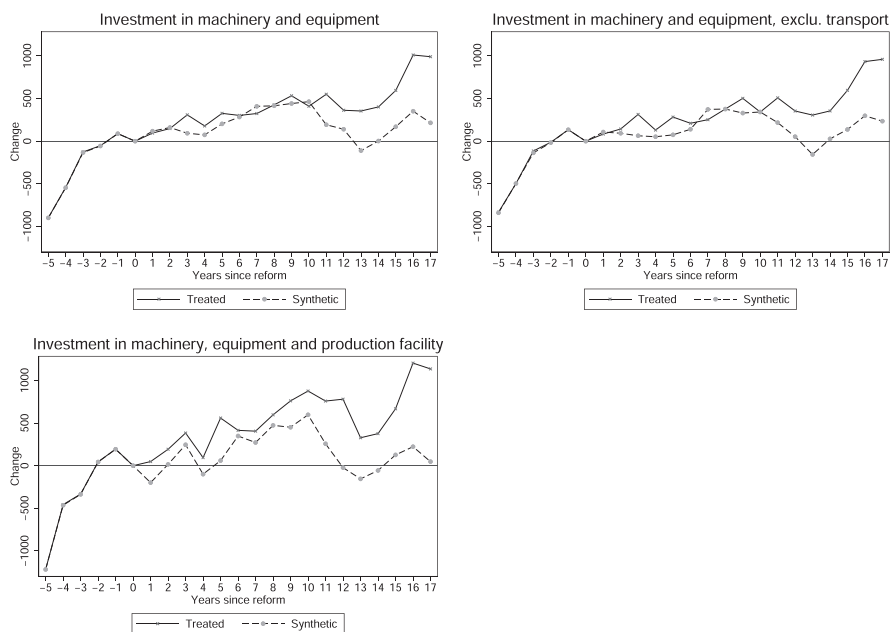 Investment in machinery and equipment
Change
1000
500
0
−500
−1000
−5 −4 −3 −2 −1 0 1 2 3 4 5 6 7 8 9 10 11 12 13 14 15 16 17
Years since reform
Treated Synthetic
Investment in machinery and equipment, exclu. transport
Change
1000
500
0
−500
−1000
−5 −4 −3 −2 −1 0 1 2 3 4 5 6 7 8 9 10 11 12 13 14 15 16 17
Years since reform
Treated Synthetic
Investment in machinery, equipment and production facility
Change
1000
500
0
−500
−1000
−5 −4 −3 −2 −1 0 1 2 3 4 5 6 7 8 9 10 11 12 13 14 15 16 17
Years since reform
Treated Synthetic